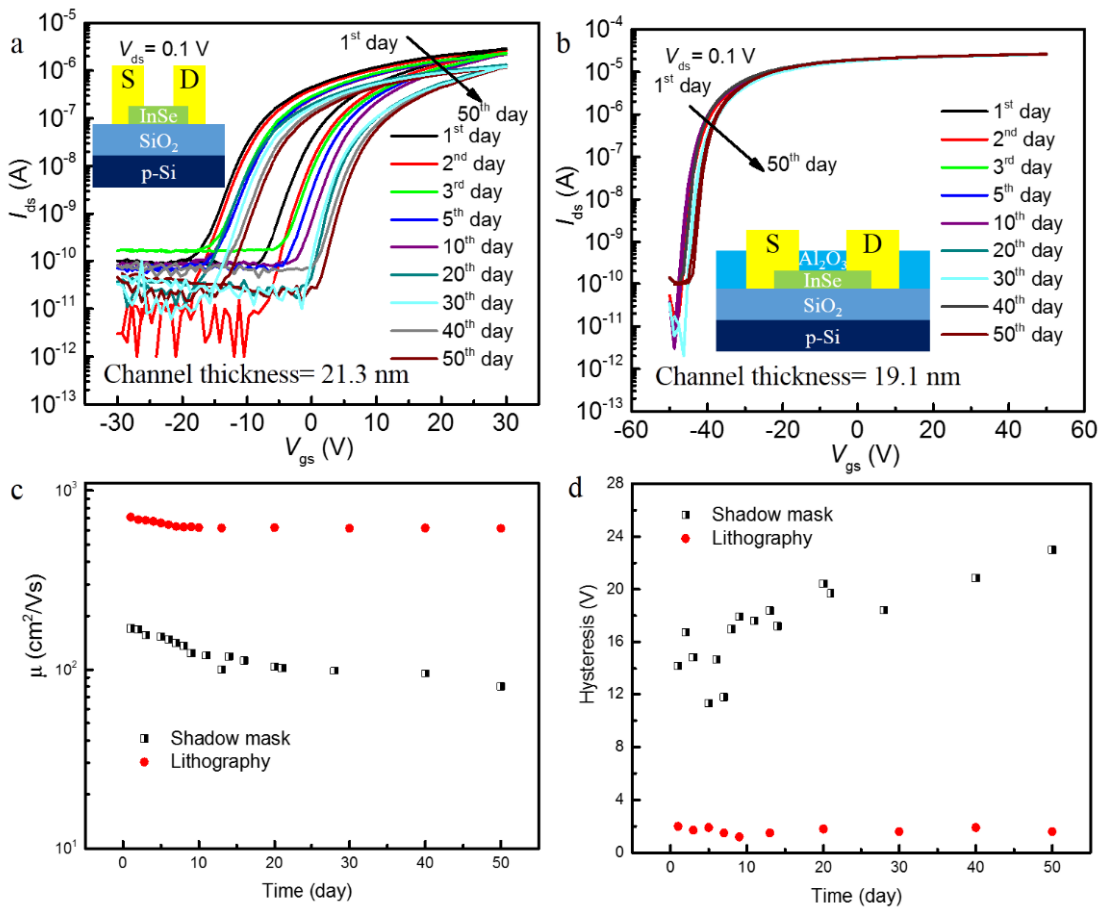 a
V_ds = 0.1 V
1st day
50th day
S D
InSe
SiO2
p-Si
1st day
2nd day
3rd day
5th day
10th day
20th day
30th day
40th day
50th day
Channel thickness= 21.3 nm
10^-5
10^-6
10^-7
10^-8
10^-9
10^-10
10^-11
10^-12
10^-13
I_ds (A)
-30 -20 -10 0 10 20 30
V_gs (V)
b
V_ds = 0.1 V
1st day
50th day
1st day
2nd day
3rd day
5th day
10th day
20th day
30th day
40th day
50th day
S D
Al2O3
InSe
SiO2
p-Si
Channel thickness= 19.1 nm
10^-4
10^-5
10^-6
10^-7
10^-8
10^-9
10^-10
10^-11
10^-12
10^-13
I_ds (A)
-60 -40 -20 0 20 40 60
V_gs (V)
c
10^3
10^2
10^1
μ (cm^2/Vs)
Shadow mask
Lithography
0 10 20 30 40 50
Time (day)
d
28
24
20
16
12
8
4
0
Hysteresis (V)
Shadow mask
Lithography
0 10 20 30 40 50
Time (day)